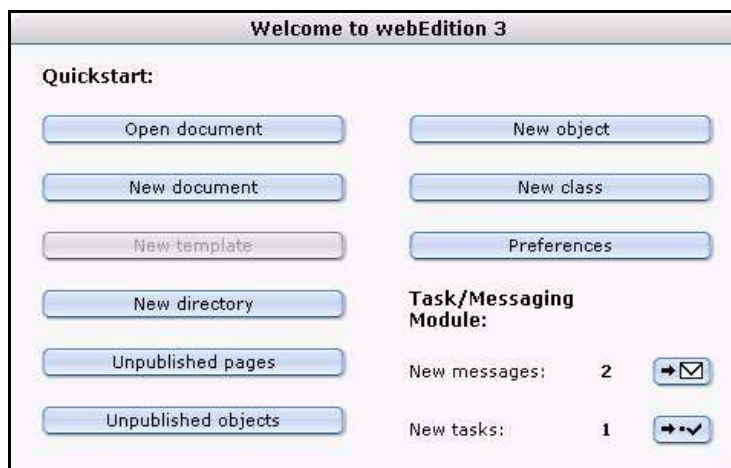 Welcome to webEdition 3
Quickstart:
Open document
New document
New template
New directory
Unpublished pages
Unpublished objects
New object
New class
Preferences
Task/Messaging
Module:
New messages: 2
New tasks: 1